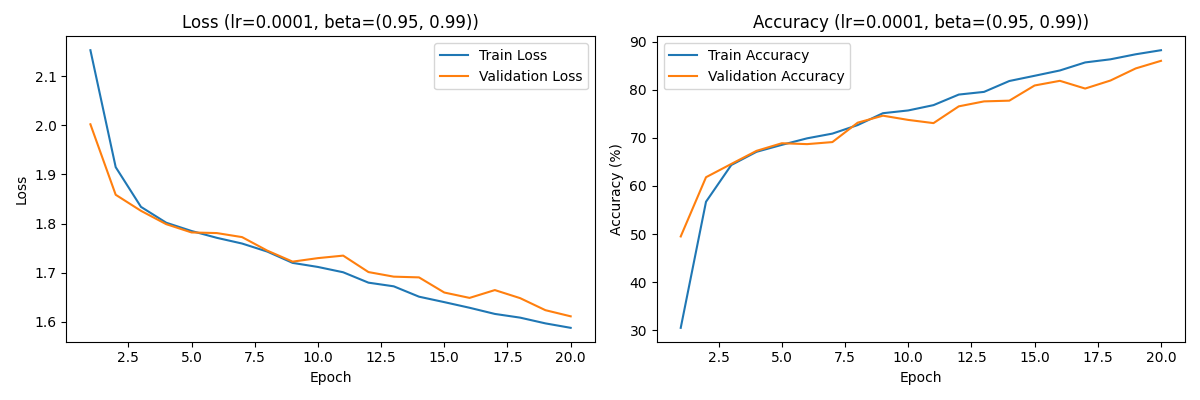 Loss (lr=0.0001, beta=(0.95, 0.99))
Train Loss
Validation Loss
Loss
2.1
2.0
1.9
1.8
1.7
1.6
2.5 5.0 7.5 10.0 12.5 15.0 17.5 20.0
Epoch
Accuracy (lr=0.0001, beta=(0.95, 0.99))
Train Accuracy
Validation Accuracy
Accuracy (%)
90
80
70
60
50
40
30
2.5 5.0 7.5 10.0 12.5 15.0 17.5 20.0
Epoch